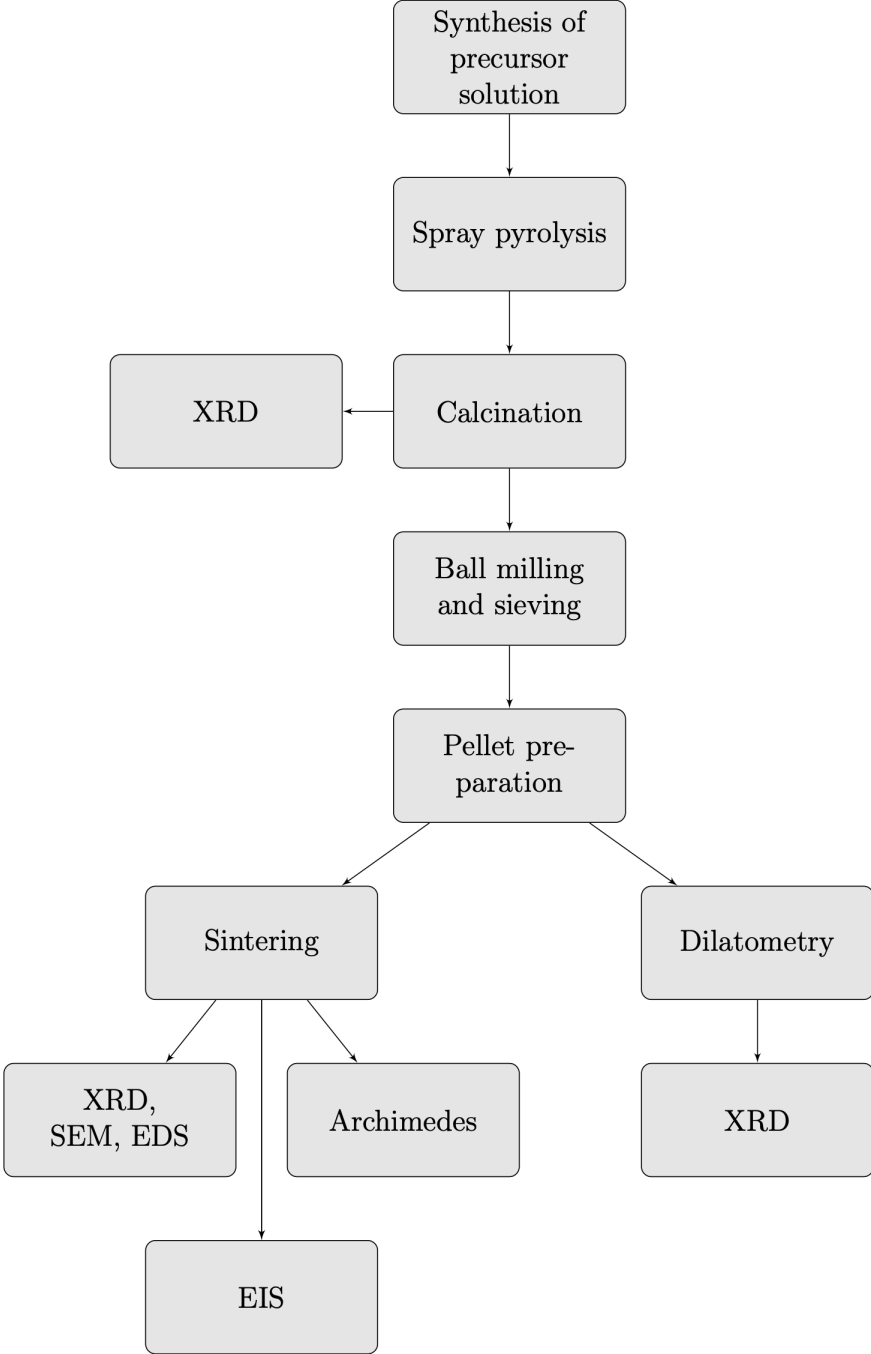 Synthesis of
precursor
solution
Spray pyrolysis
XRD
Calcination
Ball milling
and sieving
Pellet pre-
paration
Sintering
Dilatometry
XRD,
SEM, EDS
Archimedes
XRD
EIS